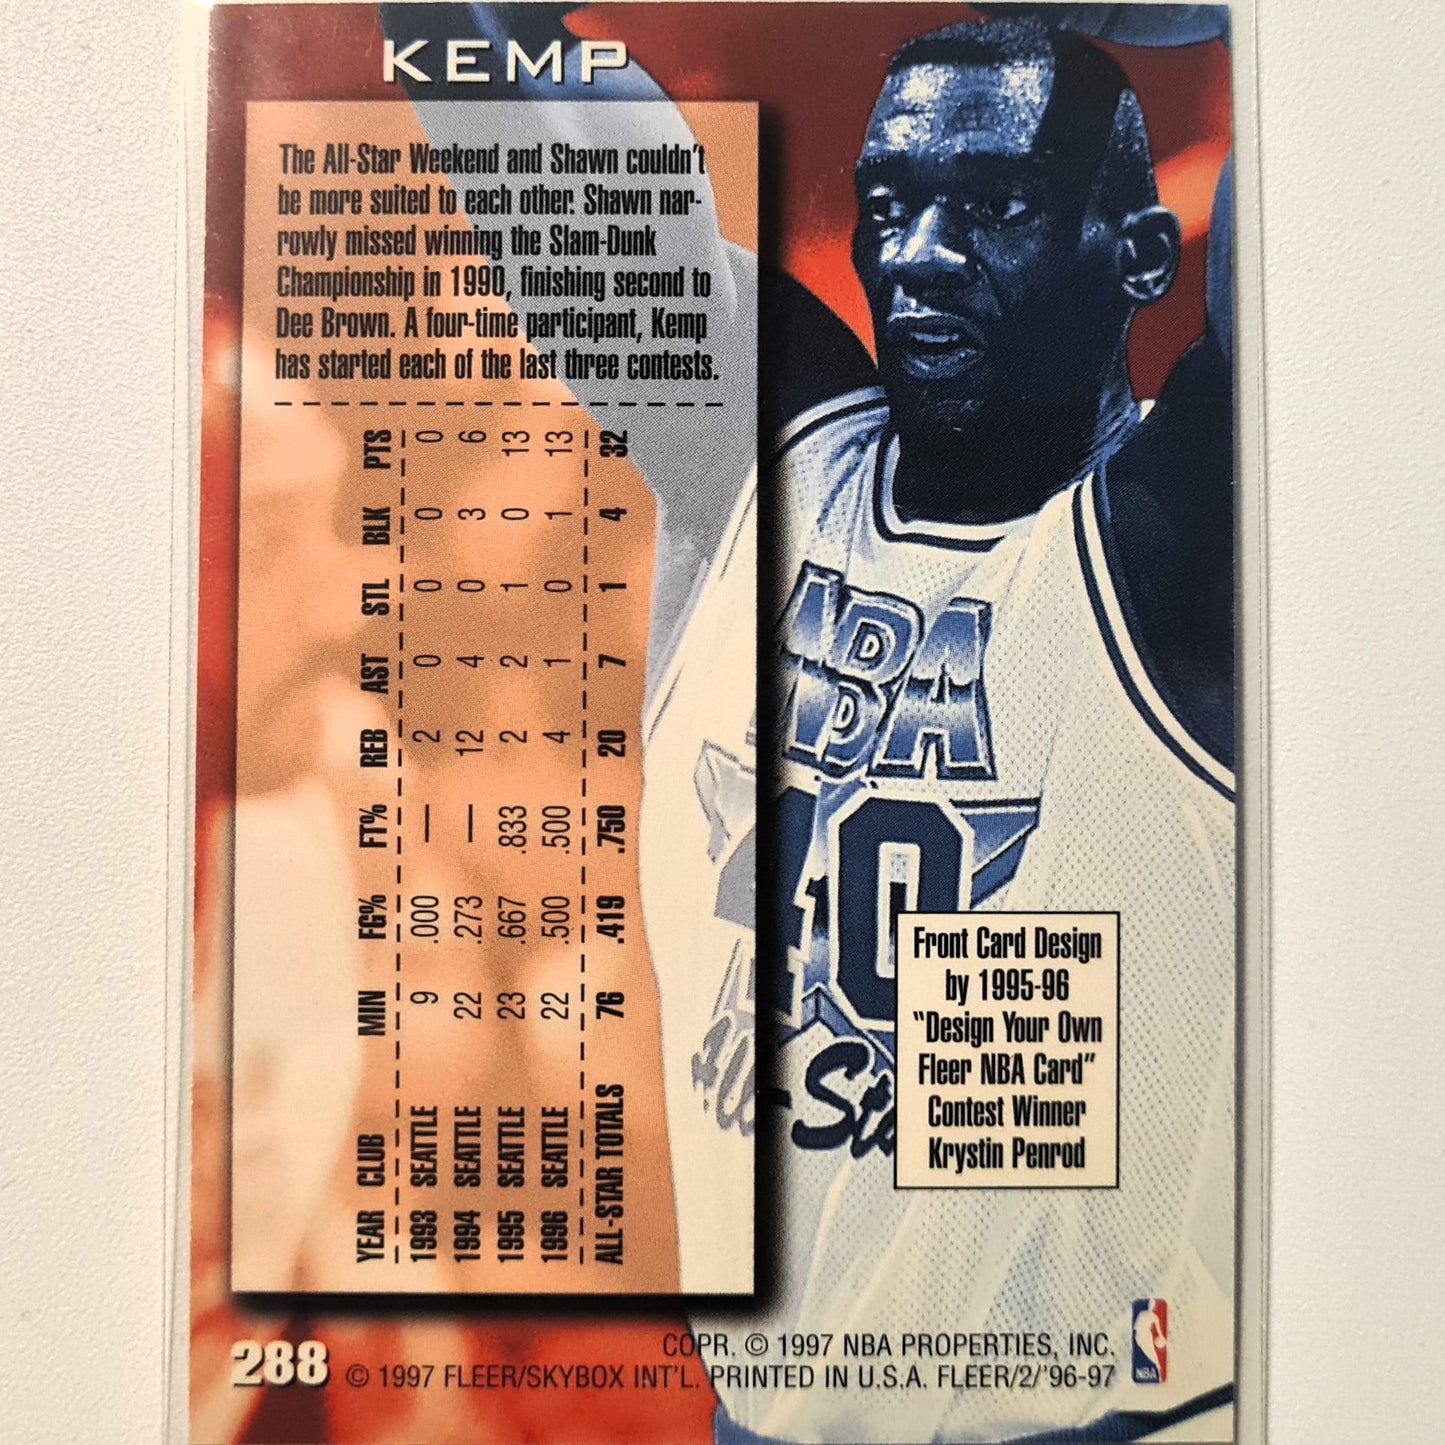 KEMP
The All-Star Weekend and Shawn couldn't
be more suited to each other. Shawn nar-
rowly missed winning the Slam-Dunk
Championship in 1990, finishing second to
Dee Brown. A four-time participant, Kemp
has started each of the last three contests.
YEAR CLUB MIN FG% FT% REB AST STL BLK PTS
1993 SEATTLE 9 .000 — 2 0 0 0 0
1994 SEATTLE 22 .273 — 12 4 0 3 6
1995 SEATTLE 23 .667 .833 2 2 1 0 13
1996 SEATTLE 22 .500 .500 4 1 0 1 13
ALL-STAR TOTALS 76 .419 .750 20 7 1 4 32
NBA
40
All-Sta
Front Card Design
by 1995-96
"Design Your Own
Fleer NBA Card"
Contest Winner
Krystin Penrod
288
COPR. © 1997 NBA PROPERTIES, INC.
© 1997 FLEER/SKYBOX INT'L. PRINTED IN U.S.A. FLEER/2/'96-97
NBA